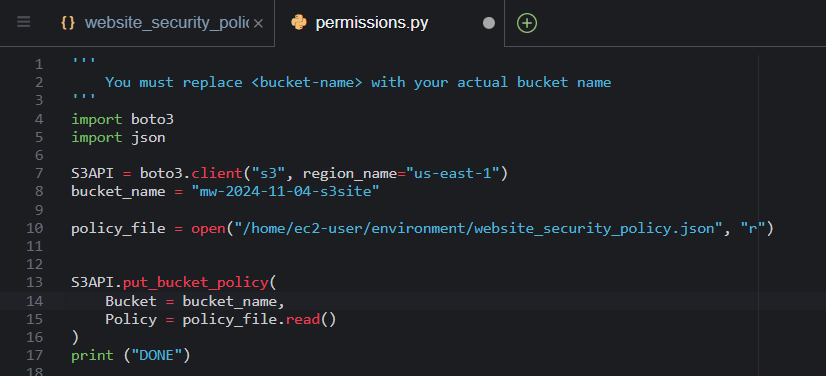 {} website_security_polic × permissions.py
1 '''
2 You must replace <bucket-name> with your actual bucket name
3 '''
4 import boto3
5 import json
6
7 S3API = boto3.client("s3", region_name="us-east-1")
8 bucket_name = "mw-2024-11-04-s3site"
9
10 policy_file = open("/home/ec2-user/environment/website_security_policy.json", "r")
11
12
13 S3API.put_bucket_policy(
14 Bucket = bucket_name,
15 Policy = policy_file.read()
16 )
17 print ("DONE")
18